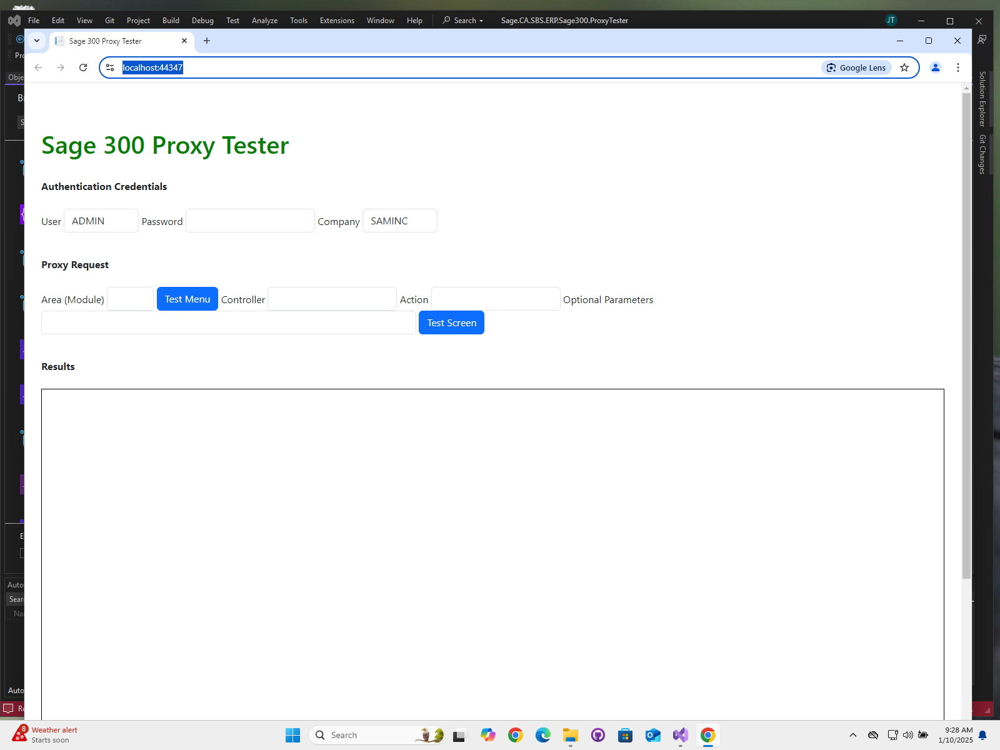 File Edit View Git Project Build Debug Test Analyze Tools Extensions Window Help Search Sage.CA.SBS.ERP.Sage300.ProxyTester JT
Sage 300 Proxy Tester
localhost:44347 Google Lens
Solution Explorer
Git Changes
Sage 300 Proxy Tester
Authentication Credentials
User ADMIN Password Company SAMINC
Proxy Request
Area (Module) Test Menu Controller Action Optional Parameters
Test Screen
Results
8 Weather alert
Starts soon
Search
9:28 AM
1/10/2025